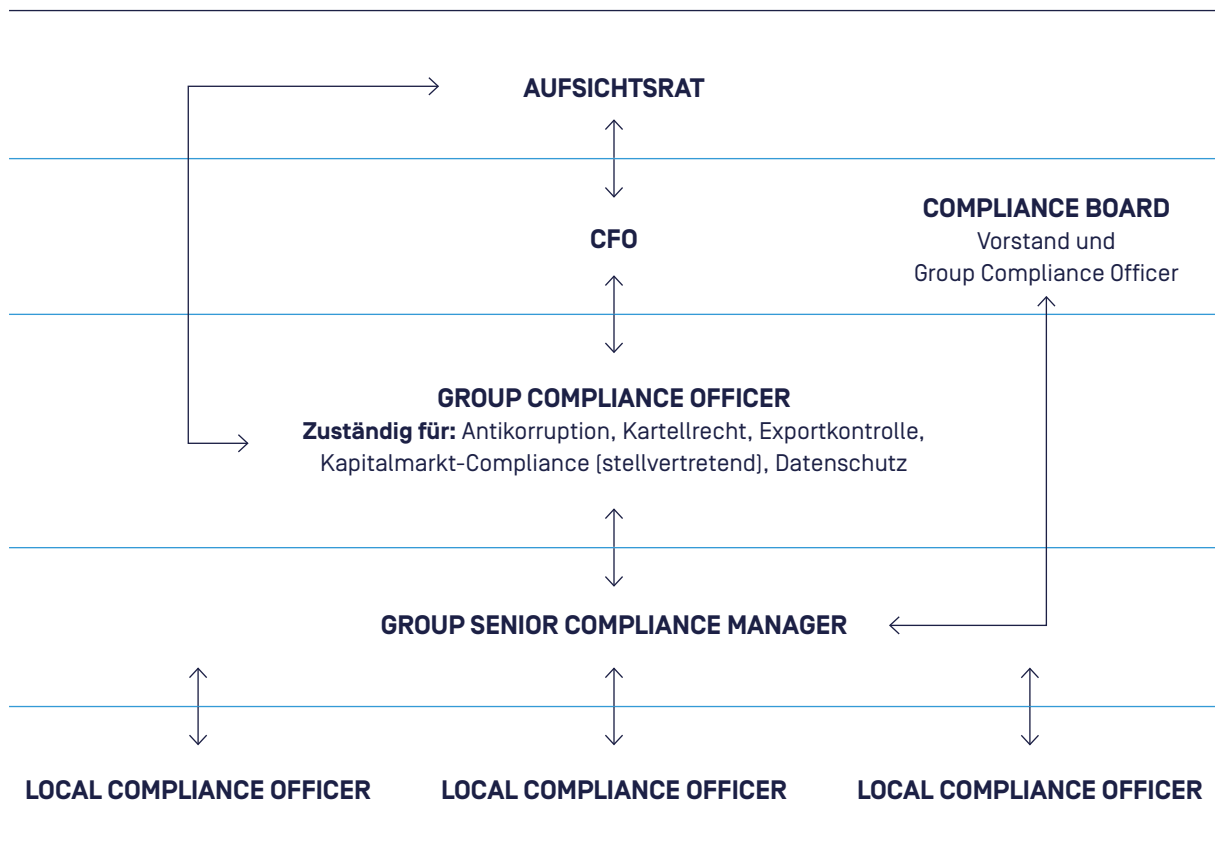 AUFSICHTSRAT
CFO
COMPLIANCE BOARD
Vorstand und
Group Compliance Officer
GROUP COMPLIANCE OFFICER
Zuständig für: Antikorruption, Kartellrecht, Exportkontrolle,
Kapitalmarkt-Compliance (stellvertretend), Datenschutz
GROUP SENIOR COMPLIANCE MANAGER
LOCAL COMPLIANCE OFFICER
LOCAL COMPLIANCE OFFICER
LOCAL COMPLIANCE OFFICER